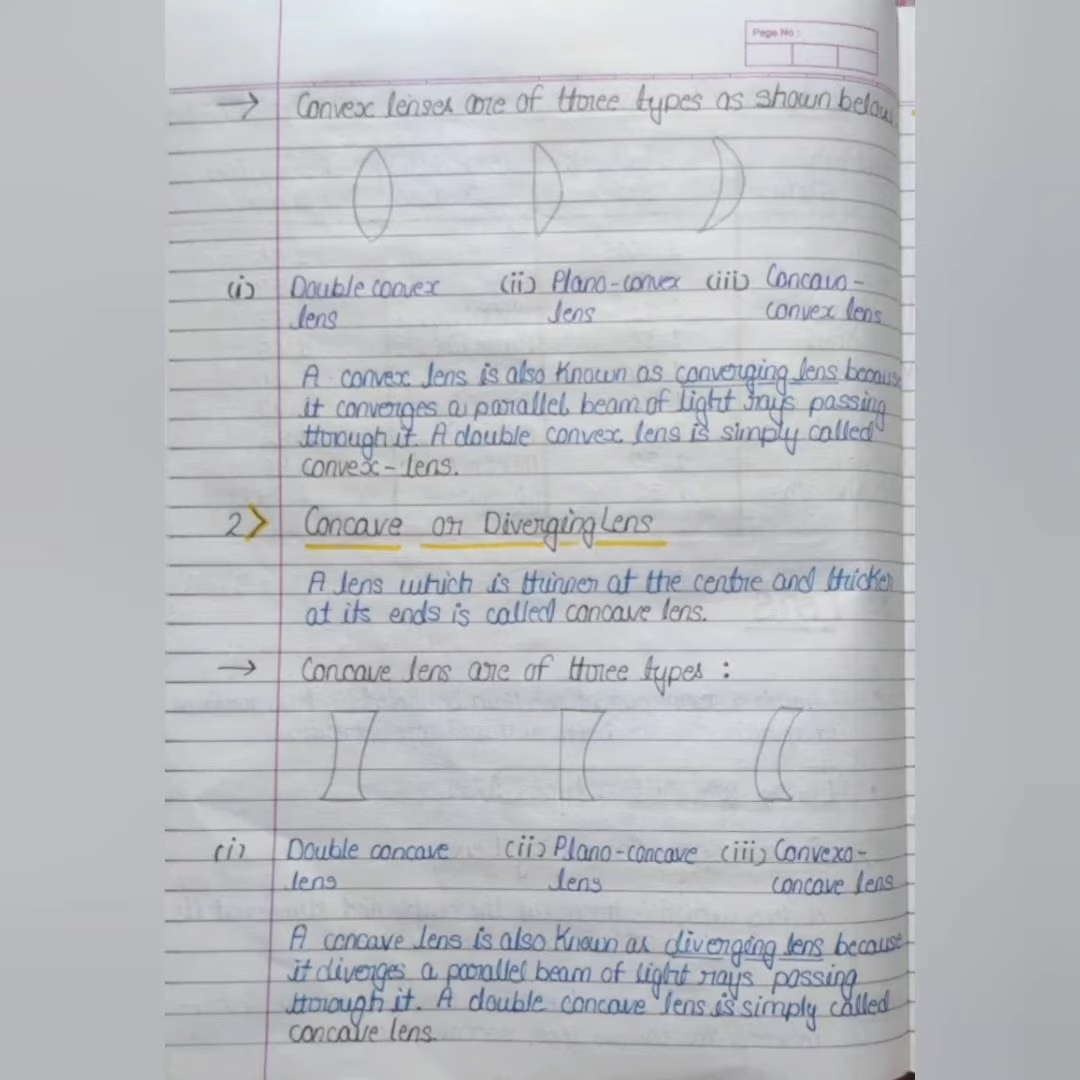 Page No :
→ Convex lenses are of three types as shown below
(i) Double convex (ii) Plano-convex (iii) Concavo-
lens lens convex lens
A convex lens is also known as converging lens because
it converges a parallel beam of light rays passing
through it. A double convex lens is simply called
convex-lens.
2> Concave or Diverging Lens
A lens which is thinner at the centre and thicker
at its ends is called concave lens.
→ Concave lens are of three types :
(i) Double concave (ii) Plano-concave (iii) Convexo-
lens lens concave lens
A concave lens is also known as diverging lens because
it diverges a parallel beam of light rays passing
through it. A double concave lens is simply called
concave lens.